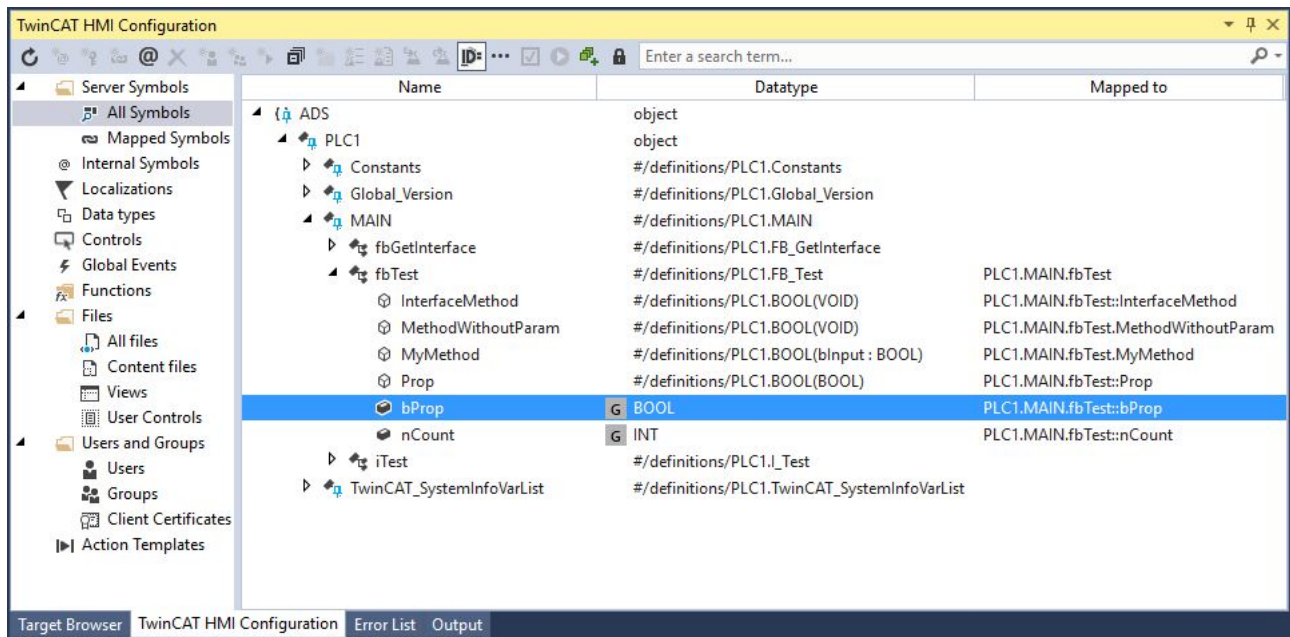 TwinCAT HMI Configuration
ID: Enter a search term...
Server Symbols
All Symbols
Mapped Symbols
@ Internal Symbols
Localizations
Data types
Controls
Global Events
fx Functions
Files
All files
Content files
Views
User Controls
Users and Groups
Users
Groups
Client Certificates
Action Templates
Name Datatype Mapped to
ADS object
PLC1 object
Constants #/definitions/PLC1.Constants
Global_Version #/definitions/PLC1.Global_Version
MAIN #/definitions/PLC1.MAIN
fbGetInterface #/definitions/PLC1.FB_GetInterface
fbTest #/definitions/PLC1.FB_Test PLC1.MAIN.fbTest
InterfaceMethod #/definitions/PLC1.BOOL(VOID) PLC1.MAIN.fbTest::InterfaceMethod
MethodWithoutParam #/definitions/PLC1.BOOL(VOID) PLC1.MAIN.fbTest.MethodWithoutParam
MyMethod #/definitions/PLC1.BOOL(bInput : BOOL) PLC1.MAIN.fbTest.MyMethod
Prop #/definitions/PLC1.BOOL(BOOL) PLC1.MAIN.fbTest::Prop
bProp G BOOL PLC1.MAIN.fbTest::bProp
nCount G INT PLC1.MAIN.fbTest::nCount
iTest #/definitions/PLC1.I_Test
TwinCAT_SystemInfoVarList #/definitions/PLC1.TwinCAT_SystemInfoVarList
Target Browser TwinCAT HMI Configuration Error List Output